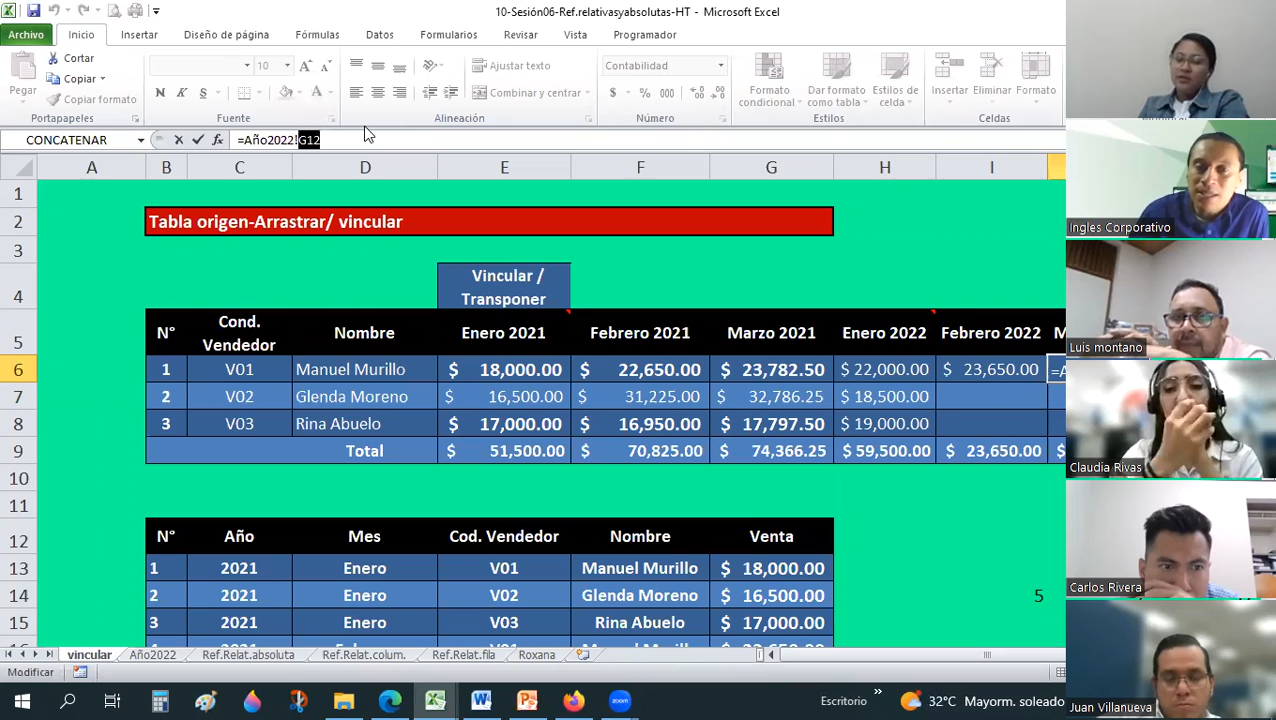 10-Sesión06-Ref.relativasyabsolutas-HT - Microsoft Excel
Archivo Inicio Insertar Diseño de página Fórmulas Datos Formularios Revisar Vista Programador
Cortar
Copiar
Copiar formato
Pegar
Portapapeles
10
N S
Fuente
Ajustar texto
Combinar y centrar
Alineación
Contabilidad
$ % 000
Número
Formato condicional
Dar formato como tabla
Estilos de celda
Estilos
Insertar Eliminar Formato
Celdas
CONCATENAR fx =Año2022!G12
A B C D E F G H I
1
2 Tabla origen-Arrastrar/ vincular
3
4 Vincular / Transponer
5 N° Cond. Vendedor Nombre Enero 2021 Febrero 2021 Marzo 2021 Enero 2022 Febrero 2022 M
6 1 V01 Manuel Murillo $ 18,000.00 $ 22,650.00 $ 23,782.50 $ 22,000.00 $ 23,650.00 =A
7 2 V02 Glenda Moreno $ 16,500.00 $ 31,225.00 $ 32,786.25 $ 18,500.00
8 3 V03 Rina Abuelo $ 17,000.00 $ 16,950.00 $ 17,797.50 $ 19,000.00
9 Total $ 51,500.00 $ 70,825.00 $ 74,366.25 $ 59,500.00 $ 23,650.00 $
10
11
12 N° Año Mes Cod. Vendedor Nombre Venta
13 1 2021 Enero V01 Manuel Murillo $ 18,000.00
14 2 2021 Enero V02 Glenda Moreno $ 16,500.00 5
15 3 2021 Enero V03 Rina Abuelo $ 17,000.00
vincular Año2022 Ref.Relat.absoluta Ref.Relat.colum. Ref.Relat.fila Roxana
Modificar
Escritorio » 32°C Mayorm. soleado
Ingles Corporativo
Luis montano
Claudia Rivas
Carlos Rivera
Juan Villanueva